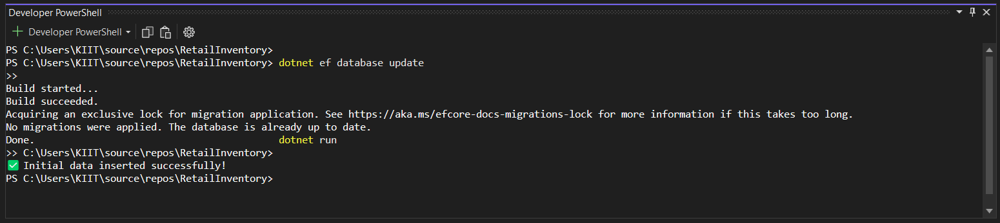 Developer PowerShell
Developer PowerShell
PS C:\Users\KIIT\source\repos\RetailInventory>
PS C:\Users\KIIT\source\repos\RetailInventory> dotnet ef database update
>>
Build started...
Build succeeded.
Acquiring an exclusive lock for migration application. See https://aka.ms/efcore-docs-migrations-lock for more information if this takes too long.
No migrations were applied. The database is already up to date.
Done. dotnet run
>> C:\Users\KIIT\source\repos\RetailInventory>
✅ Initial data inserted successfully!
PS C:\Users\KIIT\source\repos\RetailInventory>